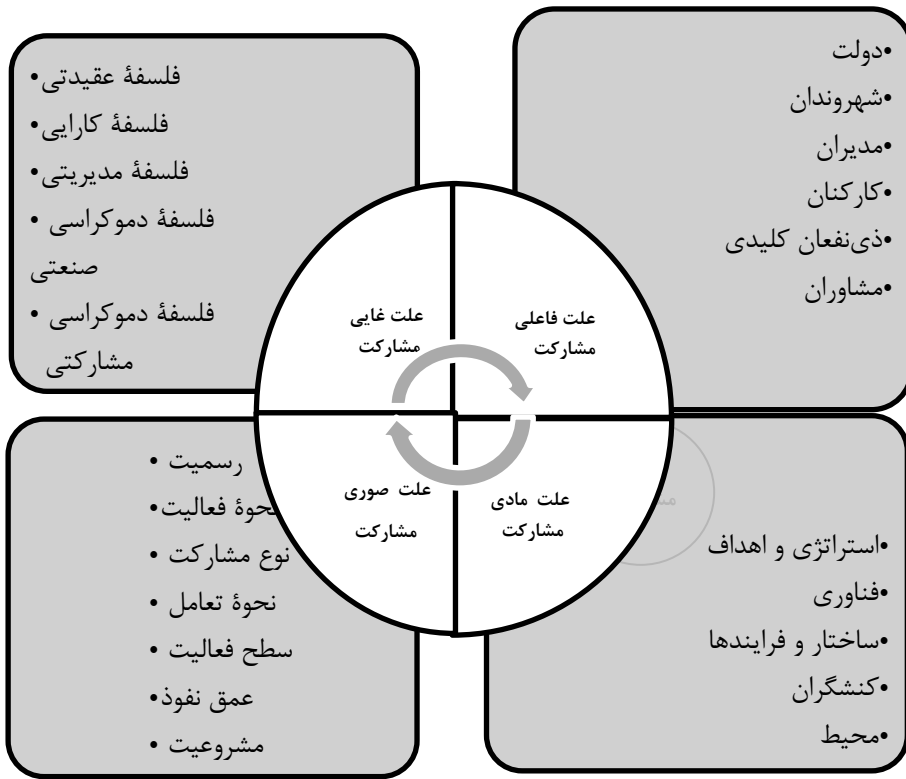 •دولت
•شهروندان
•مدیران
•کارکنان
•ذی‌نفعان کلیدی
•مشاوران
فلسفۀ عقیدتی•
فلسفۀ کارایی•
فلسفۀ مدیریتی•
فلسفۀ دموکراسی •
صنعتی
فلسفۀ دموکراسی •
مشارکتی
علت فاعلی
مشارکت
علت غایی
مشارکت
علت مادی
مشارکت
علت صوری
مشارکت
•استراتژی و اهداف
•فناوری
•ساختار و فرایندها
•کنشگران
•محیط
رسمیت •
نحوۀ فعالیت•
نوع مشارکت •
نحوۀ تعامل •
سطح فعالیت •
عمق نفوذ•
مشروعیت •